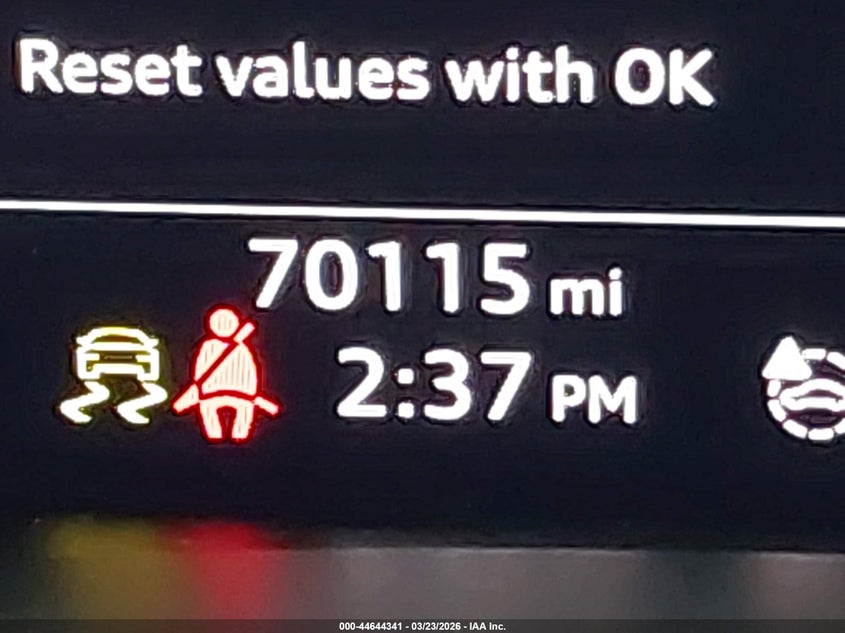 Reset values with OK
70115 mi
2:37 PM
000-44644341 - 03/23/2026 - IAA Inc.